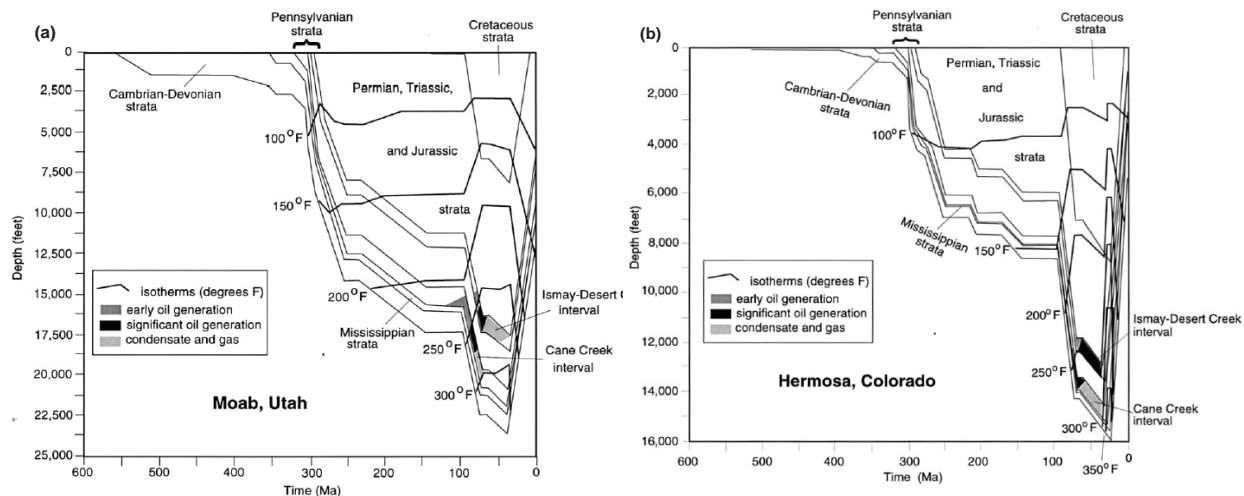 (a)
Pennsylvanian
strata
Cretaceous
strata
0
2,500
5,000
7,500
10,000
12,500
15,000
17,500
20,000
22,500
25,000
Depth (feet)
Cambrian-Devonian
strata
Permian, Triassic,
and Jurassic
strata
100°F
150°F
200°F
250°F
300°F
Mississippian
strata
isotherms (degrees F)
early oil generation
significant oil generation
condensate and gas
Ismay-Desert C
interval
Cane Creek
interval
Moab, Utah
600 500 400 300 200 100 0
Time (Ma)
(b)
Pennsylvanian
strata
Cretaceous
strata
0
2,000
4,000
6,000
8,000
10,000
12,000
14,000
16,000
Depth (feet)
Cambrian-Devonian
strata
Permian, Triassic
and
Jurassic
strata
100°F
Mississippian
strata
150°F
200°F
250°F
300°F
350°F
isotherms (degrees F)
early oil generation
significant oil generation
condensate and gas
Ismay-Desert Creek
interval
Cane Creek
interval
Hermosa, Colorado
600 500 400 300 200 100 0
Time (Ma)